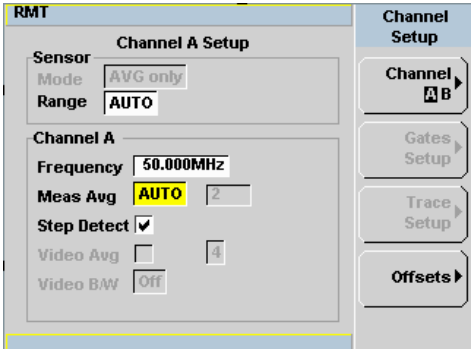 RMT
Channel A Setup
Sensor
Mode AVG only
Range AUTO
Channel A
Frequency 50.000MHz
Meas Avg AUTO 2
Step Detect
Video Avg 4
Video B/W Off
Channel Setup
Channel
A B
Gates
Setup
Trace
Setup
Offsets